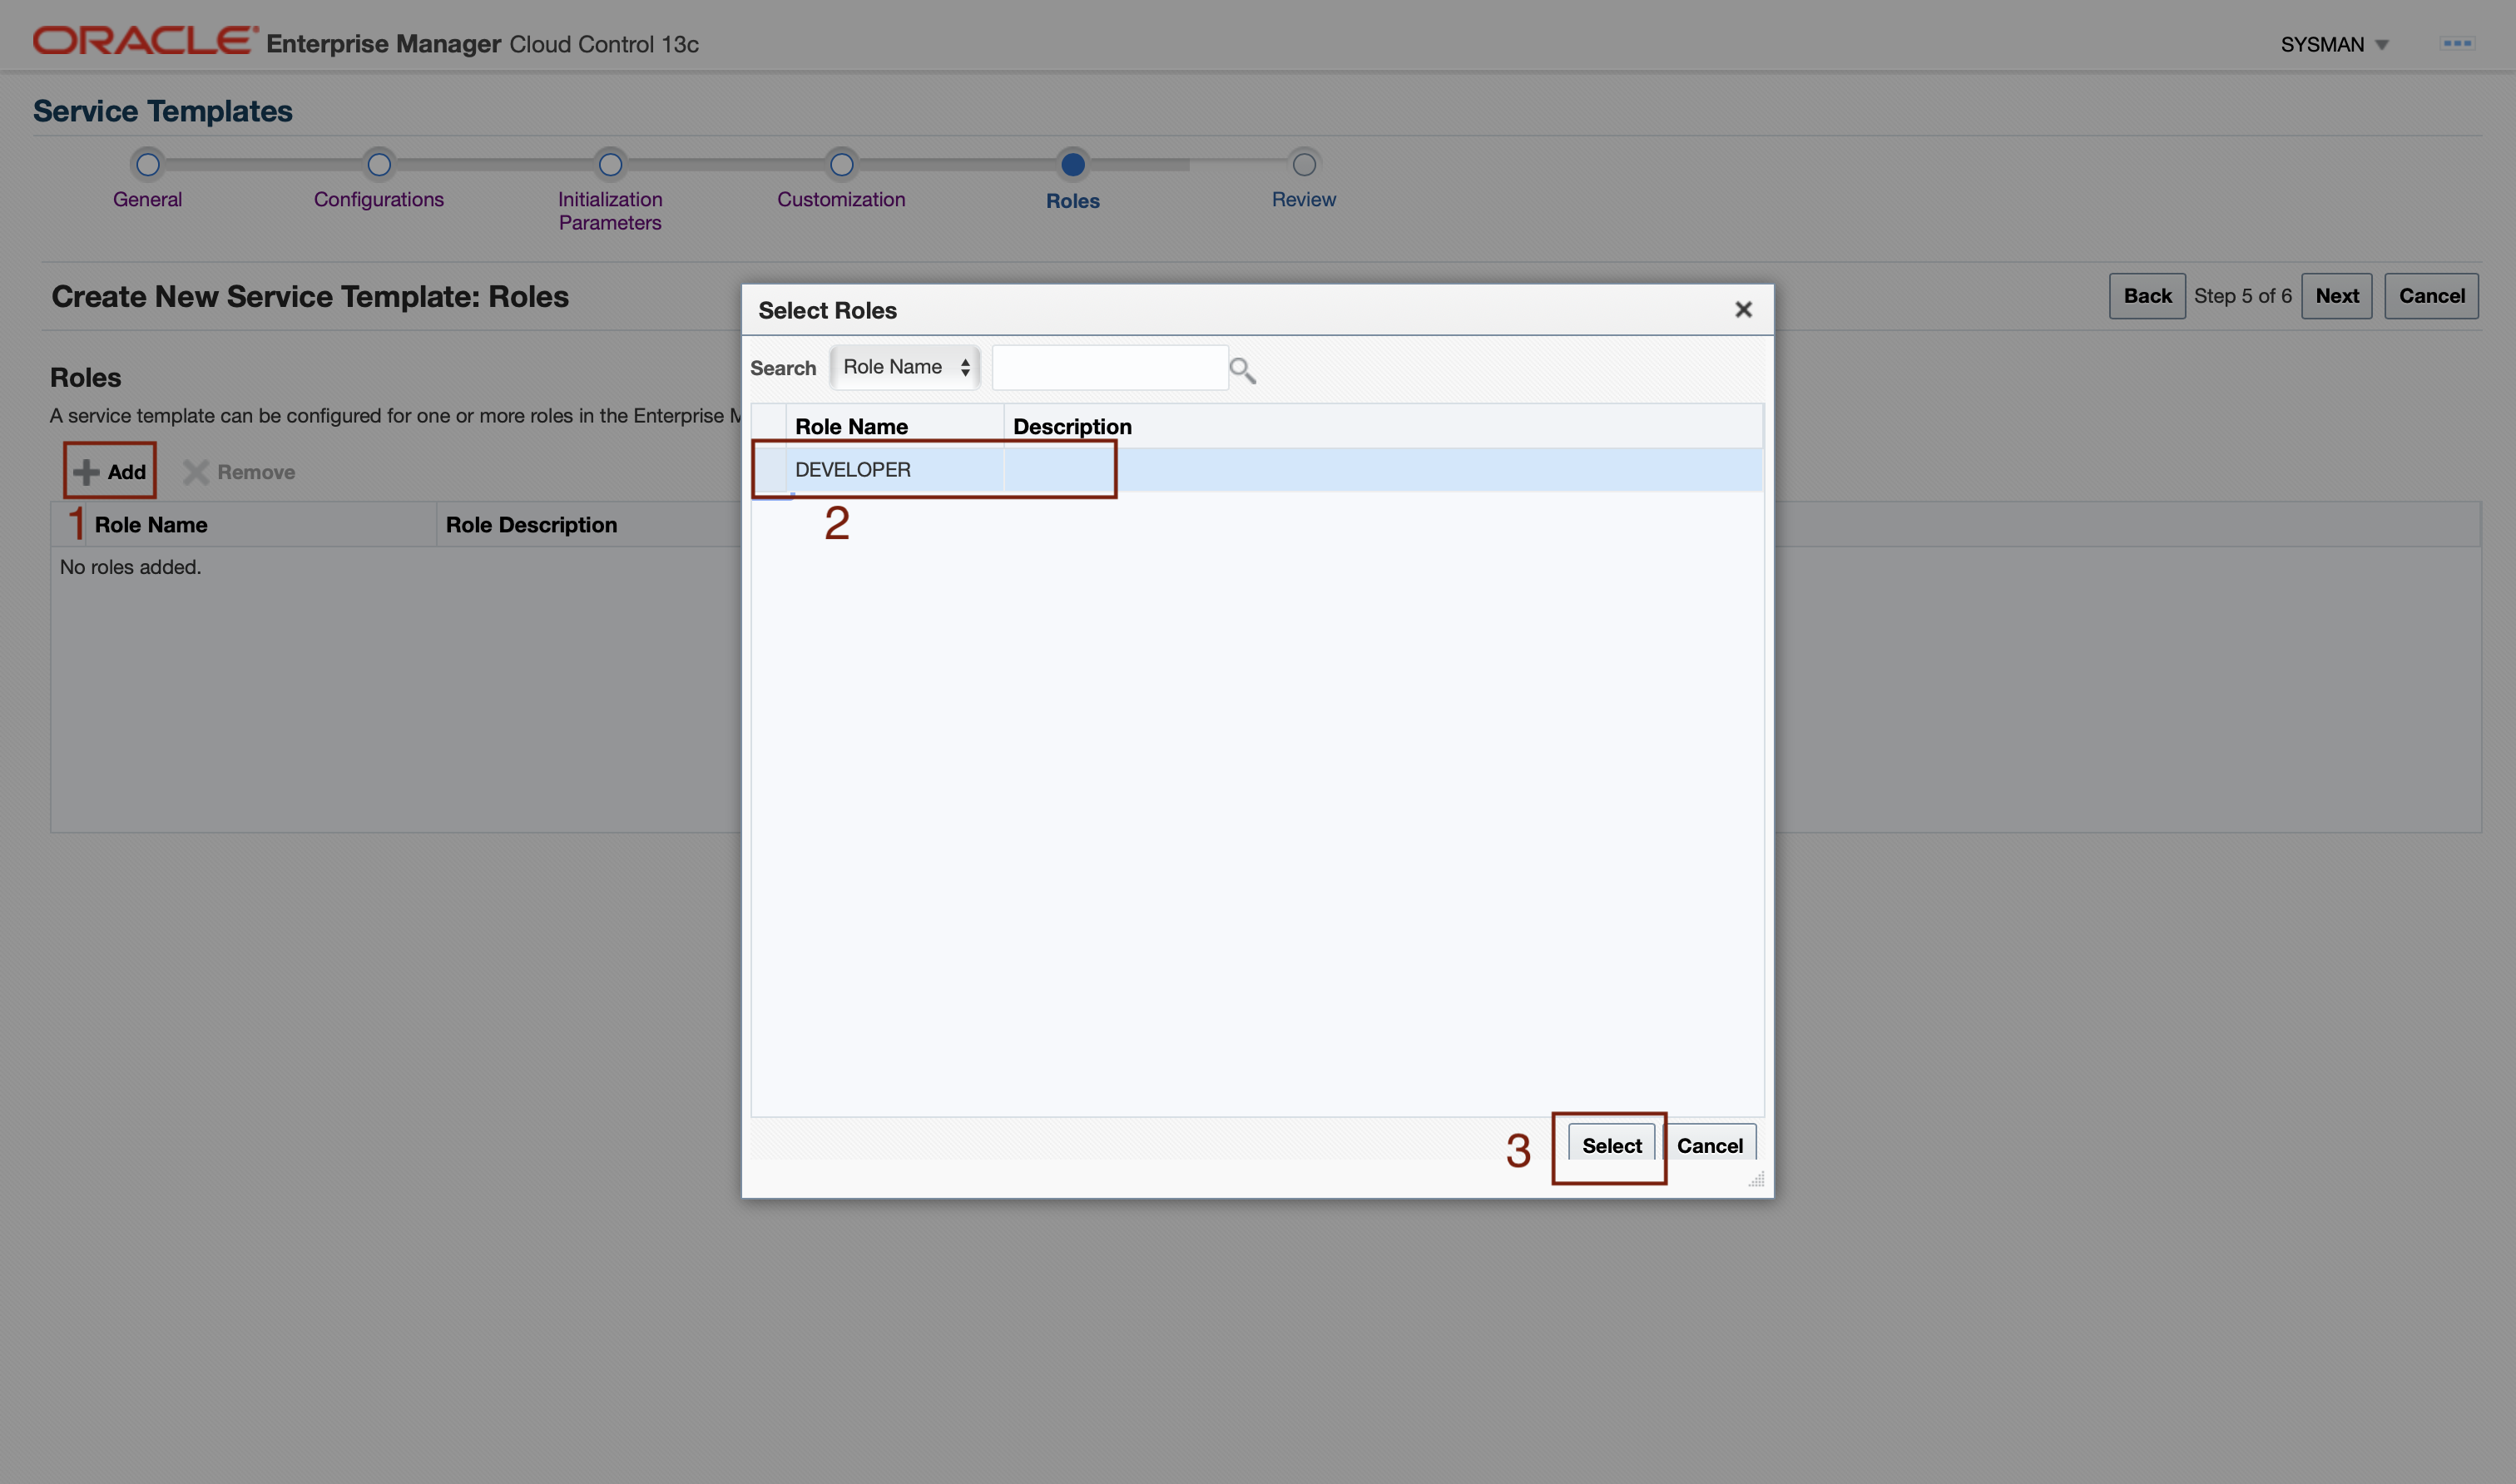 ORACLE Enterprise Manager Cloud Control 13c
SYSMAN
Service Templates
General
Configurations
Initialization
Parameters
Customization
Roles
Review
Create New Service Template: Roles
Back Step 5 of 6 Next Cancel
Roles
A service template can be configured for one or more roles in the Enterprise M
Add Remove
1 Role Name Role Description
No roles added.
Select Roles
Search Role Name
Role Name Description
DEVELOPER
2
3 Select Cancel